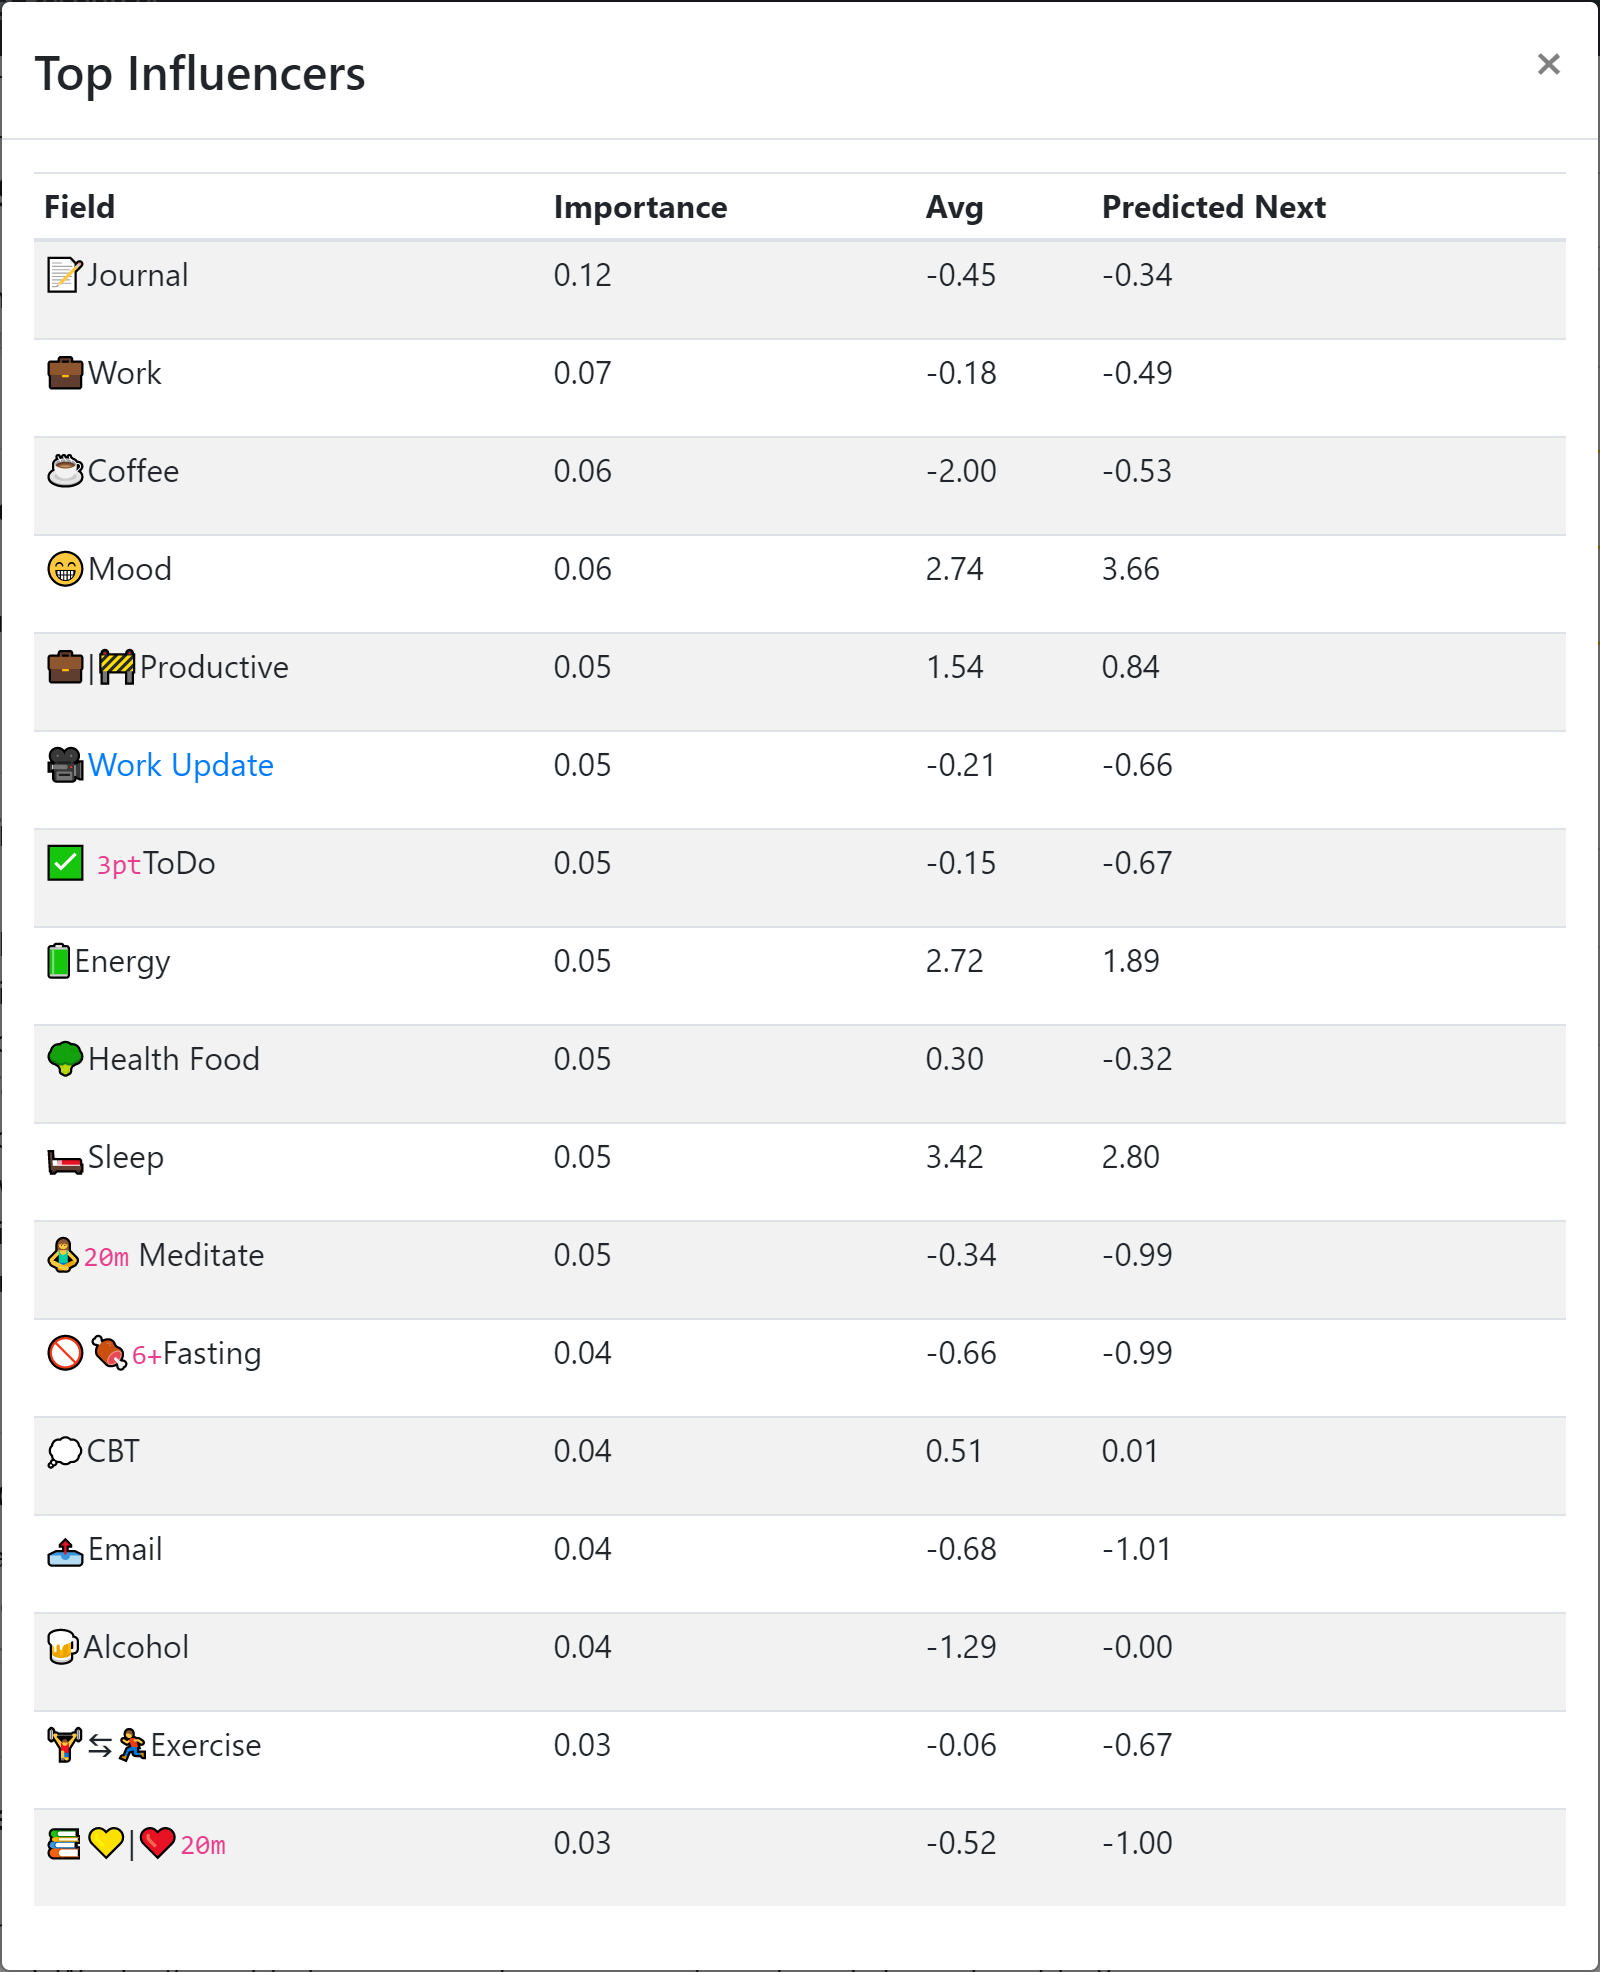 Top Influencers ×
Field Importance Avg Predicted Next
📝Journal 0.12 -0.45 -0.34
💼Work 0.07 -0.18 -0.49
☕Coffee 0.06 -2.00 -0.53
😁Mood 0.06 2.74 3.66
💼|🚧Productive 0.05 1.54 0.84
🎥Work Update 0.05 -0.21 -0.66
✅ 3ptToDo 0.05 -0.15 -0.67
🔋Energy 0.05 2.72 1.89
🥦Health Food 0.05 0.30 -0.32
🛏Sleep 0.05 3.42 2.80
🧘20m Meditate 0.05 -0.34 -0.99
🚫🍖6+Fasting 0.04 -0.66 -0.99
💭CBT 0.04 0.51 0.01
📤Email 0.04 -0.68 -1.01
🍺Alcohol 0.04 -1.29 -0.00
🏋⇆🏃Exercise 0.03 -0.06 -0.67
📚💛|❤20m 0.03 -0.52 -1.00